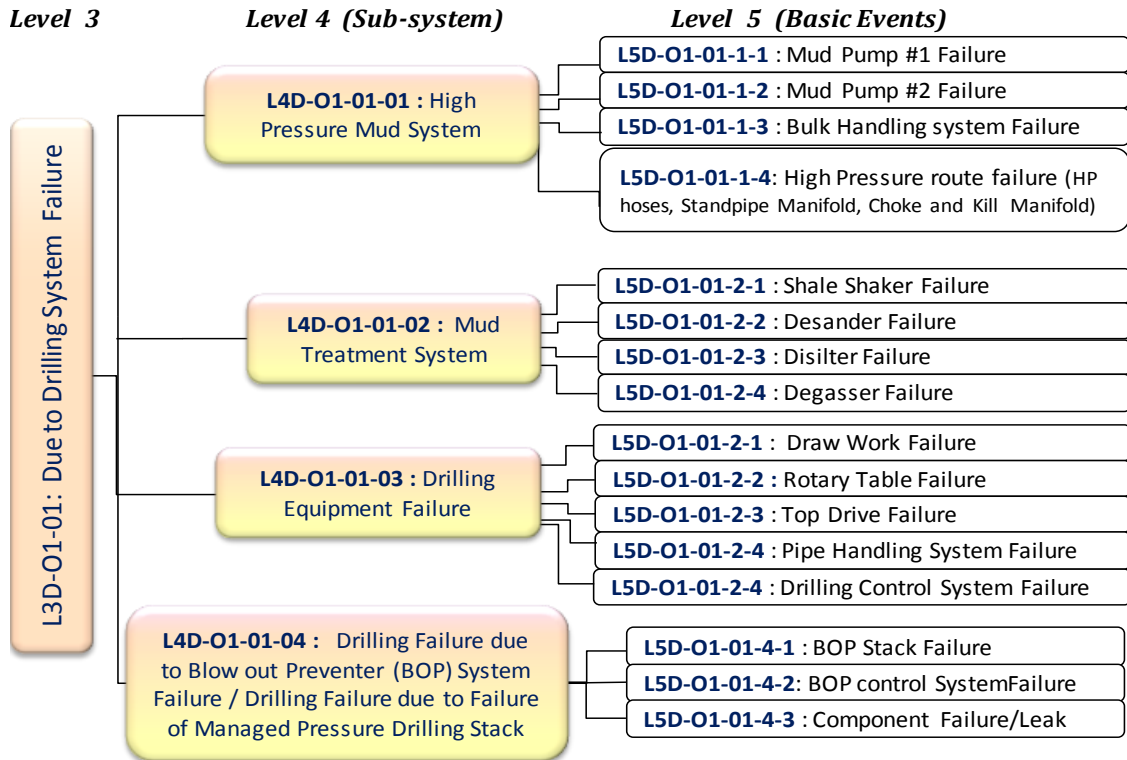 Level 3
Level 4 (Sub-system)
Level 5 (Basic Events)
L3D-O1-01: Due to Drilling System Failure
L4D-O1-01-01 : High
Pressure Mud System
L5D-O1-01-1-1 : Mud Pump #1 Failure
L5D-O1-01-1-2 : Mud Pump #2 Failure
L5D-O1-01-1-3 : Bulk Handling system Failure
L5D-O1-01-1-4: High Pressure route failure (HP
hoses, Standpipe Manifold, Choke and Kill Manifold)
L4D-O1-01-02 : Mud
Treatment System
L5D-O1-01-2-1 : Shale Shaker Failure
L5D-O1-01-2-2 : Desander Failure
L5D-O1-01-2-3 : Disilter Failure
L5D-O1-01-2-4 : Degasser Failure
L4D-O1-01-03 : Drilling
Equipment Failure
L5D-O1-01-2-1 : Draw Work Failure
L5D-O1-01-2-2 : Rotary Table Failure
L5D-O1-01-2-3 : Top Drive Failure
L5D-O1-01-2-4 : Pipe Handling System Failure
L5D-O1-01-2-4 : Drilling Control System Failure
L4D-O1-01-04 : Drilling Failure due
to Blow out Preventer (BOP) System
Failure / Drilling Failure due to Failure
of Managed Pressure Drilling Stack
L5D-O1-01-4-1 : BOP Stack Failure
L5D-O1-01-4-2: BOP control SystemFailure
L5D-O1-01-4-3 : Component Failure/Leak